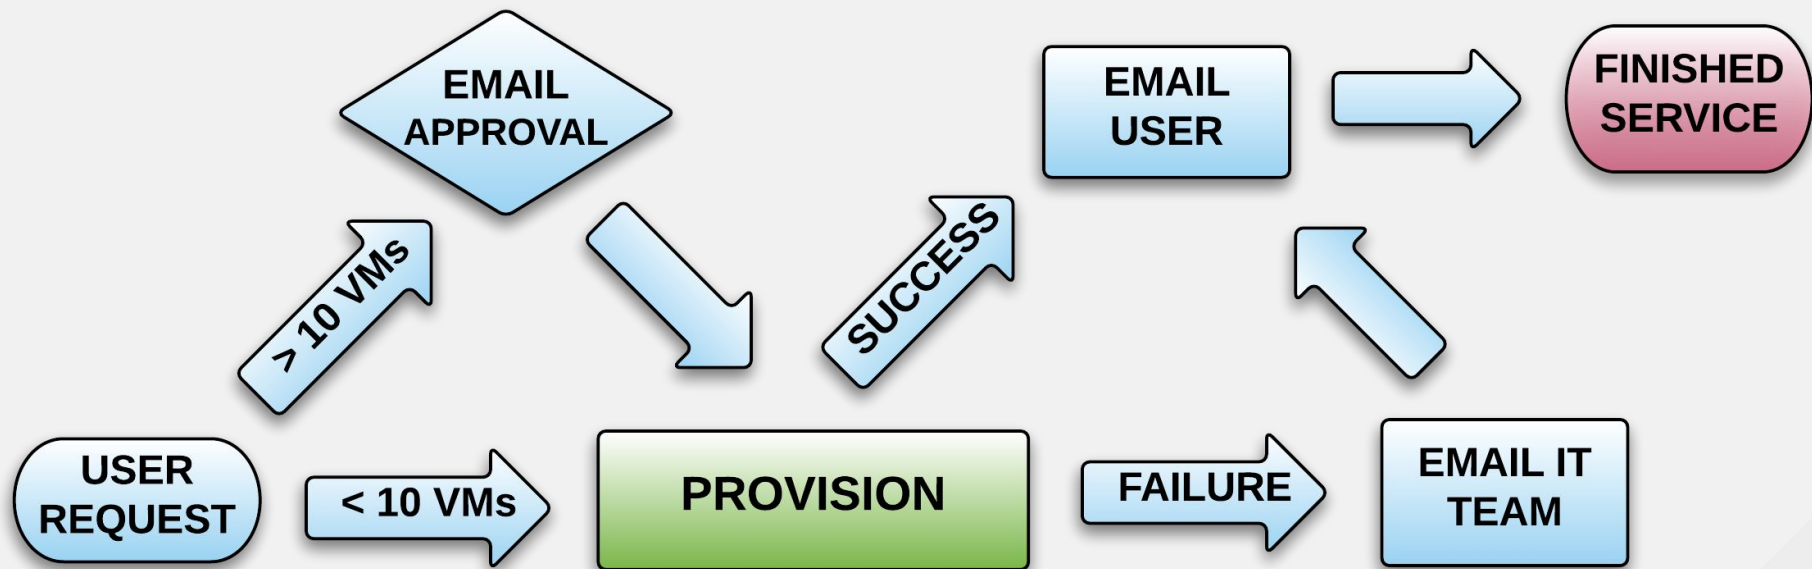 EMAIL
APPROVAL
EMAIL
USER
FINISHED
SERVICE
> 10 VMs
SUCCESS
USER
REQUEST
< 10 VMs
PROVISION
FAILURE
EMAIL IT
TEAM